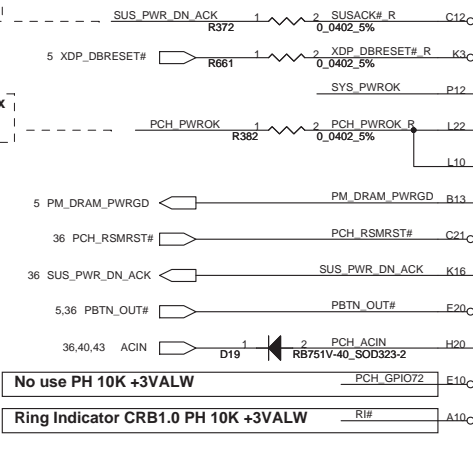 SUS_PWR_DN_ACK 1 2 SUSACK#_R C12
R372 0_0402_5%
5 XDP_DBRESET# 1 2 XDP_DBRESET#_R K3
R661 0_0402_5%
SYS_PWROK P12
x
PCH_PWROK 1 2 PCH_PWROK_R L22
R382 0_0402_5%
L10
5 PM_DRAM_PWRGD PM_DRAM_PWRGD B13
36 PCH_RSMRST# PCH_RSMRST# C21
36 SUS_PWR_DN_ACK SUS_PWR_DN_ACK K16
5,36 PBTN_OUT# PBTN_OUT# E20
36,40,43 ACIN 1 2 PCH_ACIN H20
D19 RB751V-40_SOD323-2
No use PH 10K +3VALW PCH_GPIO72 E10
Ring Indicator CRB1.0 PH 10K +3VALW RI# A10